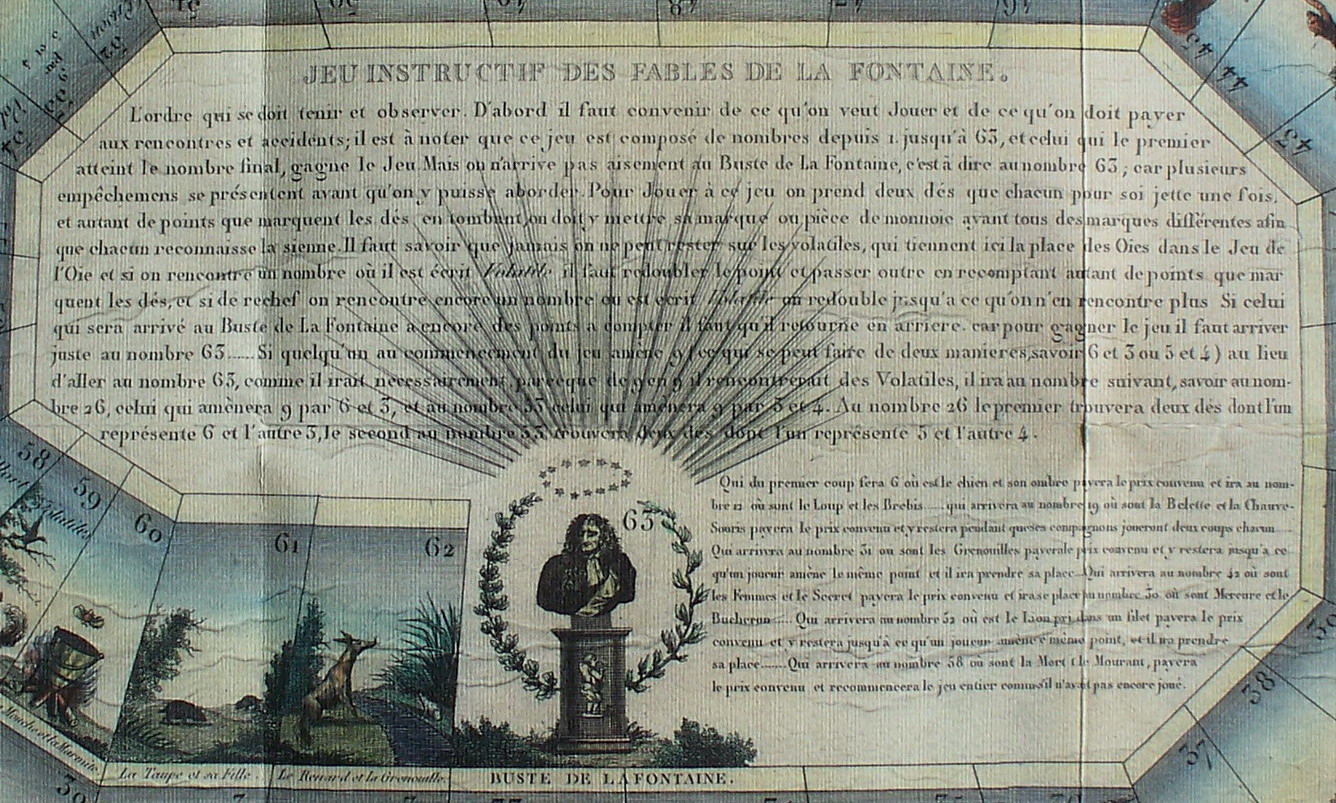 JEU INSTRUCTIF DES FABLES DE LA FONTAINE.
L'ordre qui se doit tenir et observer. D'abord il faut convenir de ce qu'on veut Jouer et de ce qu'on doit payer
aux rencontres et accidents; il est à noter que ce jeu est composé de nombres depuis 1. jusqu'à 63, et celui qui le premier
atteint le nombre final, gagne le Jeu. Mais on n'arrive pas aisement au Buste de La Fontaine, c'est à dire au nombre 63; car plusieurs
empêchemens se présentent avant qu'on y puisse aborder. Pour Jouer à ce jeu on prend deux dés que chacun pour soi jette une fois,
et autant de points que marquent les dés en tombant, on doit y mettre sa marque ou pièce de monnoie ayant tous des marques différentes afin
que chacun reconnaisse la sienne. Il faut savoir que jamais on ne peut rester sur les volatiles, qui tiennent ici la place des Oies dans le Jeu de
l'Oie et si on rencontre un nombre où il est écrit Volatile il faut redoubler le point et passer outre en recomptant autant de points que mar
quent les dés, et si de rechef on rencontre encore un nombre ou est écrit Volatile on redouble jusqu'a ce qu'on n'en rencontre plus Si celui
qui sera arrivé au Buste de La Fontaine a encore des points a compter il faut qu'il retourne en arriere. car pour gagner le jeu il faut arriver
juste au nombre 63..... Si quelqu'un au commencement du jeu amène 9 (ce qui se peut faire de deux manieres, savoir 6 et 3 ou 5 et 4) au lieu
d'aller au nombre 63, comme il irait necessairement, parceque de 9 en 9 il rencontrerait des Volatiles, il ira au nombre suivant, savoir au nom-
bre 26, celui qui amènera 9 par 6 et 3, et au nombre 53 celui qui amènera 9 par 5 et 4. Au nombre 26 le premier trouvera deux dés dont l'un
représente 6 et l'autre 3, le second au nombre 53 trouvera deux dés dont l'un représente 5 et l'autre 4.
Qui du premier coup fera 6 où est le chien et son ombre payera le prix convenu et ira au nom-
bre 12 où sont le Loup et les Brebis..... qui arrivera au nombre 19 où sont la Belette et la Chauve-
Souris payera le prix convenu et y restera pendant que ses compagnons joueront deux coups chacun.....
Qui arrivera au nombre 31 ou sont les Grenouilles payera le prix convenu et y restera jusqu'a ce
qu'un joueur amène le même point et il ira prendre sa place. Qui arrivera au nombre 42 où sont
les Femmes et le Secret payera le prix convenu et ira se placer au nombre 30 où sont Mercure et le
Bucheron..... Qui arrivera au nombre 52 où est le Lion pris dans un filet payera le prix
convenu et y restera jusqu'à ce qu'un joueur amène même point, et il ira prendre
sa place..... Qui arrivera au nombre 58 ou sont la Mort et le Mourant, payera
le prix convenu et recommencera le jeu entier comme s'il n'avait pas encore joué.
58
59
60
61
62
63
Volatiles
Mouche et la Marmite
La Taupe et sa Fille.
Le Renard et la Grenouille.
BUSTE DE LA FONTAINE.
30
37
38
39
43
44
45
46
47
48
49
50
51
52
53
54